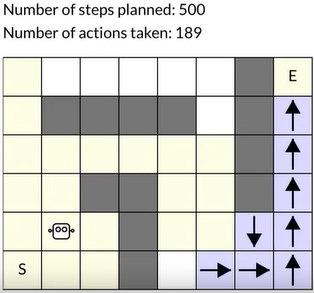 Number of steps planned: 500
Number of actions taken: 189
E
S